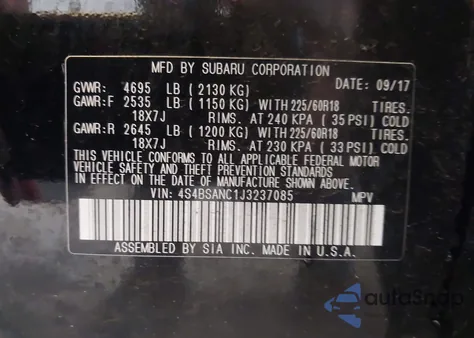 MFD BY SUBARU CORPORATION
GVWR: 4695 LB ( 2130 KG) DATE: 09/17
GAWR:F 2535 LB ( 1150 KG) WITH 225/60R18 TIRES.
18X7J RIMS. AT 240 KPA ( 35 PSI) COLD
GAWR:R 2645 LB ( 1200 KG) WITH 225/60R18 TIRES.
18X7J RIMS. AT 230 KPA ( 33 PSI) COLD
THIS VEHICLE CONFORMS TO ALL APPLICABLE FEDERAL MOTOR
VEHICLE SAFETY AND THEFT PREVENTION STANDARDS
IN EFFECT ON THE DATE OF MANUFACTURE SHOWN ABOVE
VIN: 4S4BSANC1J3237085 MPV
ASSEMBLED BY SIA INC. MADE IN U.S.A.
autoSnap